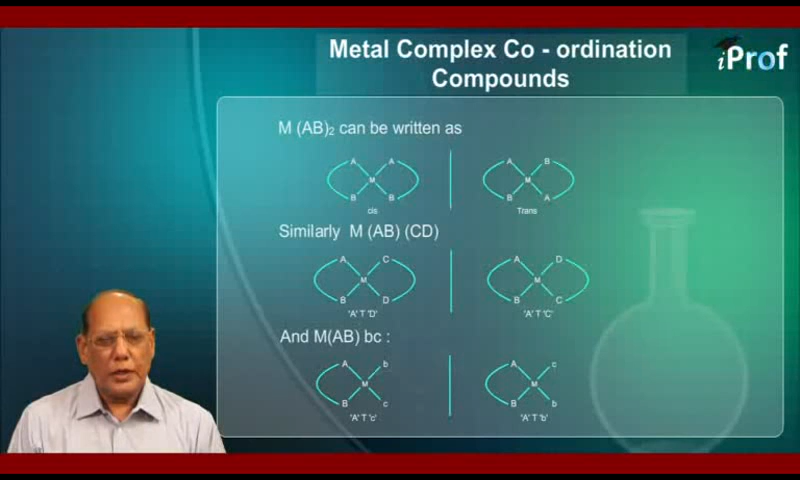 Metal Complex Co - ordination
Compounds
iProf
M (AB)₂ can be written as
A A
M
B B
cis
A B
M
B A
Trans
Similarly M (AB) (CD)
A C
M
B D
'A' T 'D'
A D
M
B C
'A' T 'C'
And M(AB) bc :
A b
M
B c
'A' T 'c'
A c
M
B b
'A' T 'b'